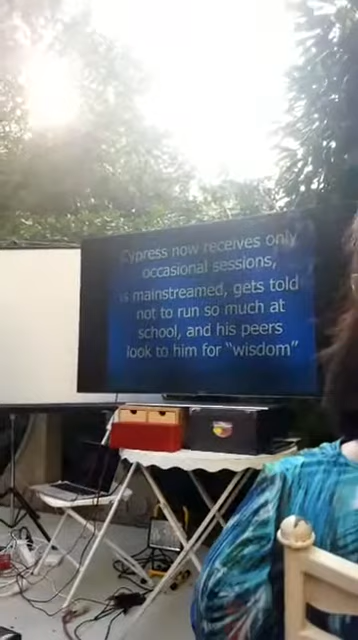 Cypress now receives only
occasional sessions,
is mainstreamed, gets told
not to run so much at
school, and his peers
look to him for “wisdom”